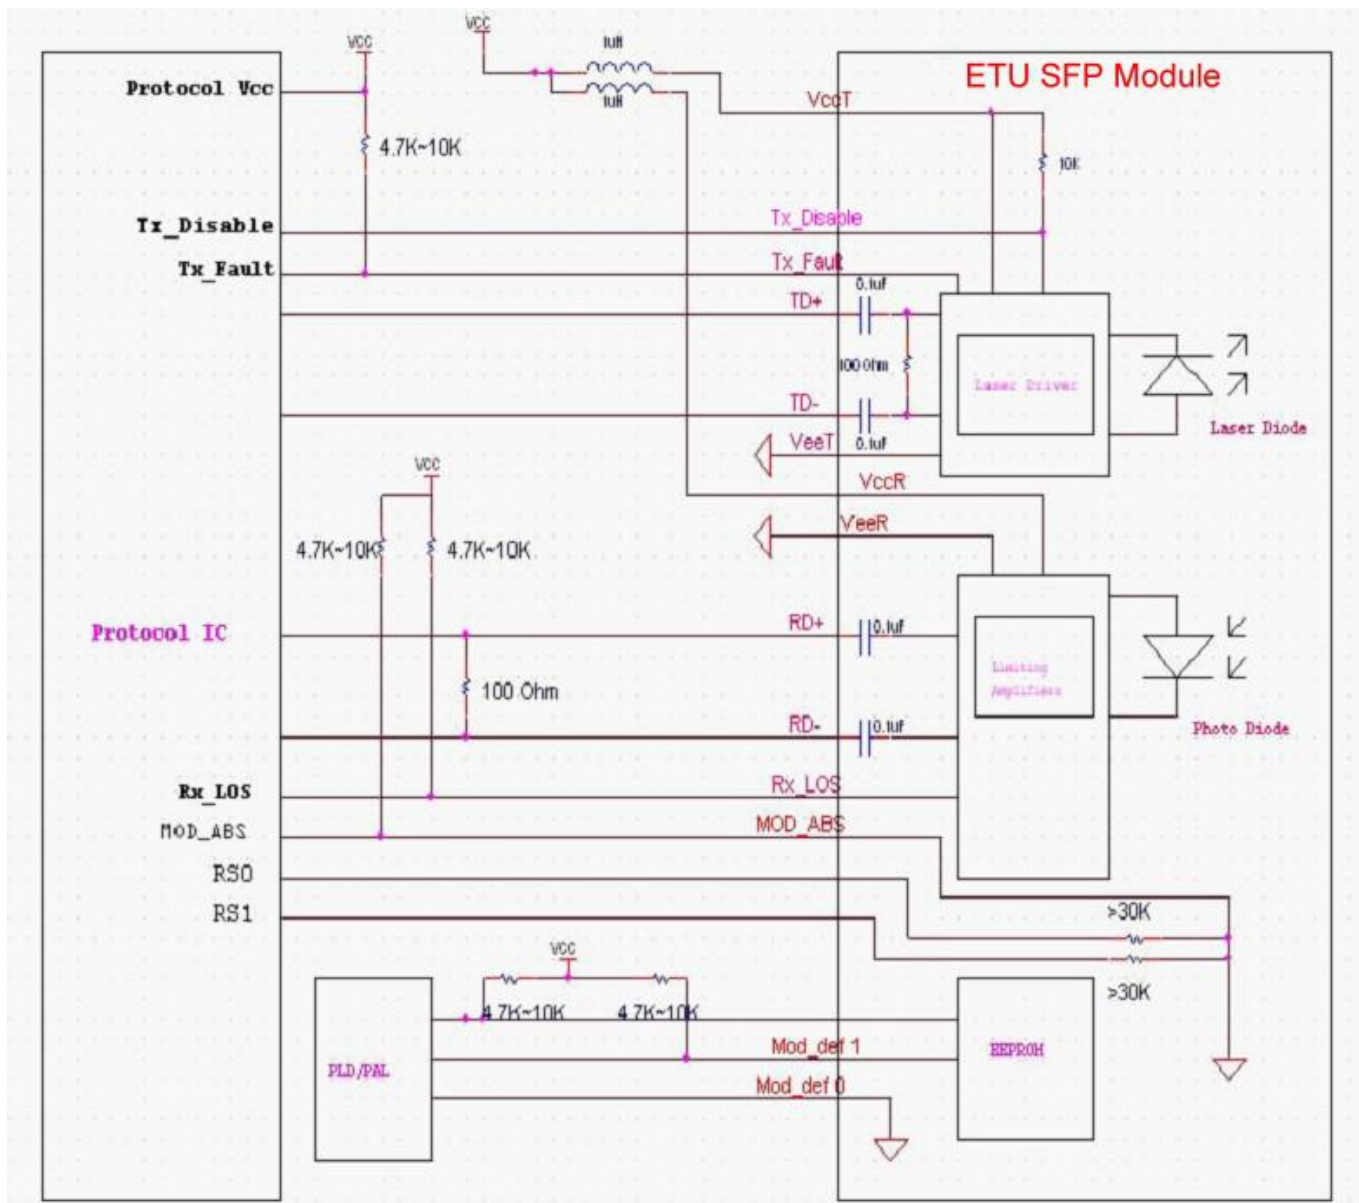 VCC
VCC
1uH
1uH
ETU SFP Module
Protocol Vcc
VccT
4.7K~10K
10K
Tx_Disable
Tx_Disable
Tx_Fault
Tx_Fault
0.1uf
TD+
100 Ohm
Laser Driver
TD-
0.1uf
Laser Diode
VeeT
VCC
VccR
VeeR
4.7K~10K
4.7K~10K
Protocol IC
RD+
0.1uf
100 Ohm
Limiting
Amplifiers
RD-
0.1uf
Photo Diode
Rx_LOS
Rx_LOS
MOD_ABS
MOD_ABS
RS0
RS1
>30K
VCC
>30K
4.7K~10K
4.7K~10K
Mod_def 1
EEPROM
PLD/PAL
Mod_def 0